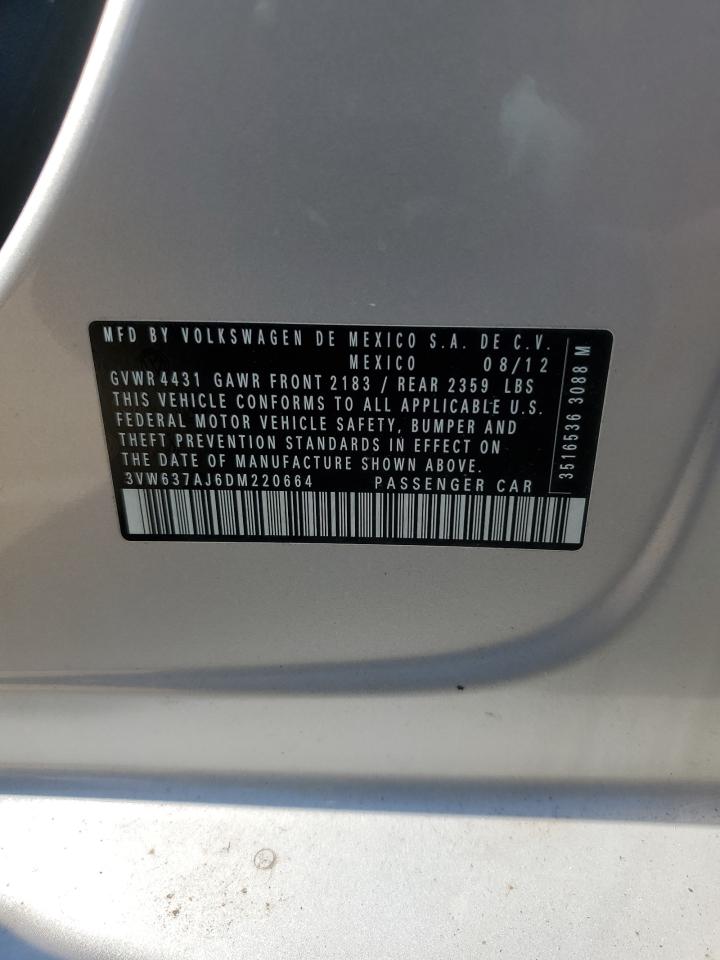 MFD BY VOLKSWAGEN DE MEXICO S.A. DE C.V.
MEXICO 08/12
GVWR4431 GAWR FRONT 2183 / REAR 2359 LBS
THIS VEHICLE CONFORMS TO ALL APPLICABLE U.S.
FEDERAL MOTOR VEHICLE SAFETY, BUMPER AND
THEFT PREVENTION STANDARDS IN EFFECT ON
THE DATE OF MANUFACTURE SHOWN ABOVE.
3VW637AJ6DM220664 PASSENGER CAR
3516536 3088 M